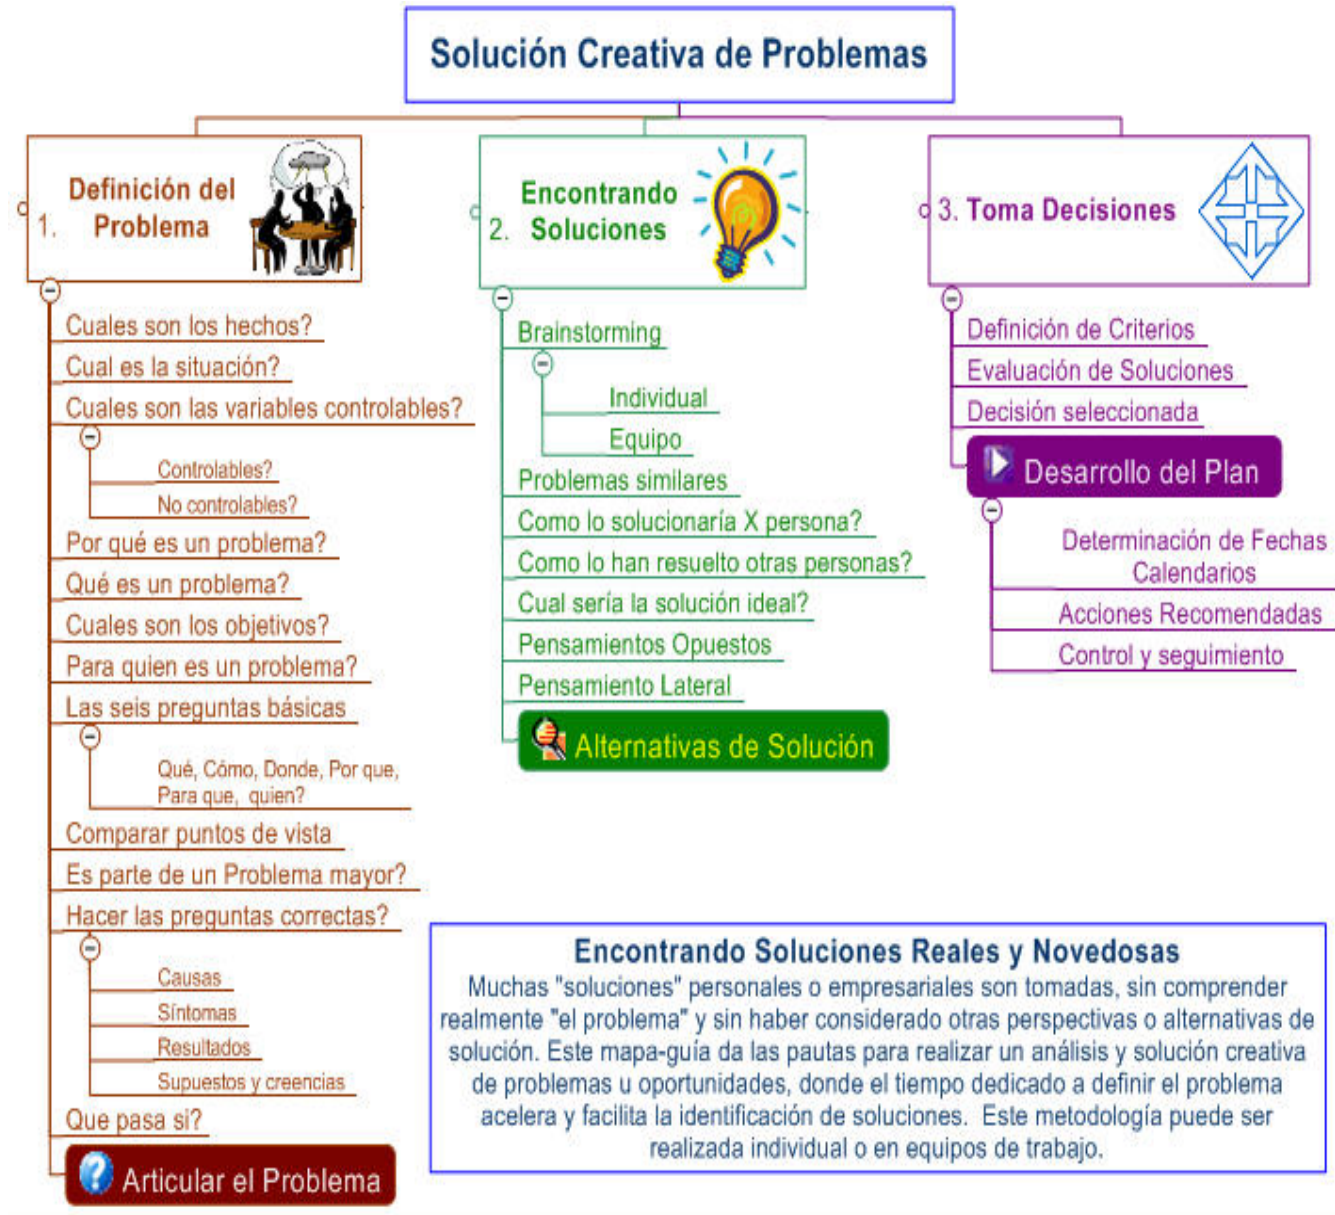 Solución Creativa de Problemas
Definición del
1. Problema
Cuales son los hechos?
Cual es la situación?
Cuales son las variables controlables?
Controlables?
No controlables?
Por qué es un problema?
Qué es un problema?
Cuales son los objetivos?
Para quien es un problema?
Las seis preguntas básicas
Qué, Cómo, Donde, Por que,
Para que, quien?
Comparar puntos de vista
Es parte de un Problema mayor?
Hacer las preguntas correctas?
Causas
Síntomas
Resultados
Supuestos y creencias
Que pasa si?
Articular el Problema
Encontrando
2. Soluciones
Brainstorming
Individual
Equipo
Problemas similares
Como lo solucionaría X persona?
Como lo han resuelto otras personas?
Cual sería la solución ideal?
Pensamientos Opuestos
Pensamiento Lateral
Alternativas de Solución
3. Toma Decisiones
Definición de Criterios
Evaluación de Soluciones
Decisión seleccionada
Desarrollo del Plan
Determinación de Fechas
Calendarios
Acciones Recomendadas
Control y seguimiento
Encontrando Soluciones Reales y Novedosas
Muchas "soluciones" personales o empresariales son tomadas, sin comprender
realmente "el problema" y sin haber considerado otras perspectivas o alternativas de
solución. Este mapa-guía da las pautas para realizar un análisis y solución creativa
de problemas u oportunidades, donde el tiempo dedicado a definir el problema
acelera y facilita la identificación de soluciones. Este metodología puede ser
realizada individual o en equipos de trabajo.